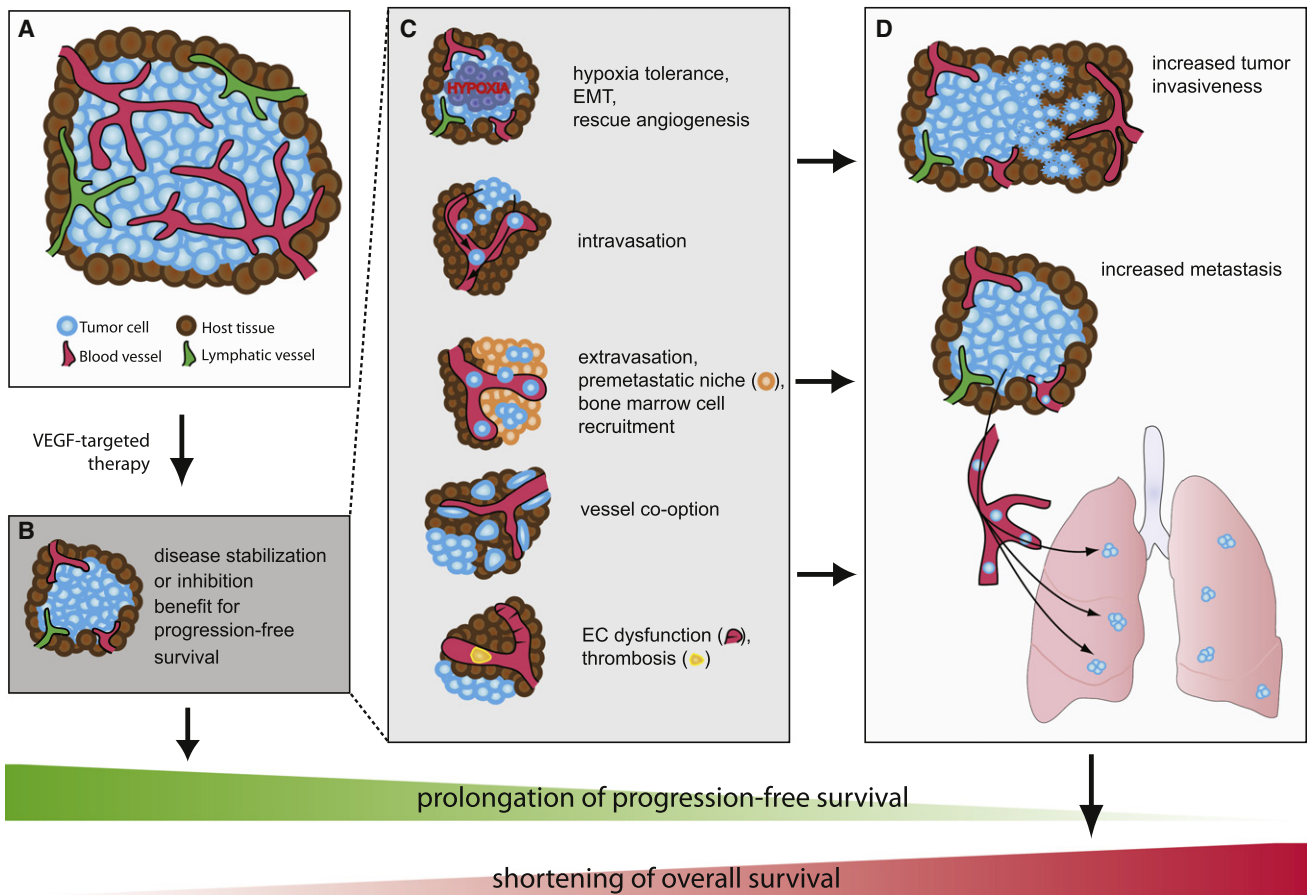 A
Tumor cell
Host tissue
Blood vessel
Lymphatic vessel
VEGF-targeted
therapy
B
disease stabilization
or inhibition
benefit for
progression-free
survival
C
HYPOXIA
hypoxia tolerance,
EMT,
rescue angiogenesis
intravasation
extravasation,
premetastatic niche ( ),
bone marrow cell
recruitment
vessel co-option
EC dysfunction ( ),
thrombosis ( )
D
increased tumor
invasiveness
increased metastasis
prolongation of progression-free survival
shortening of overall survival